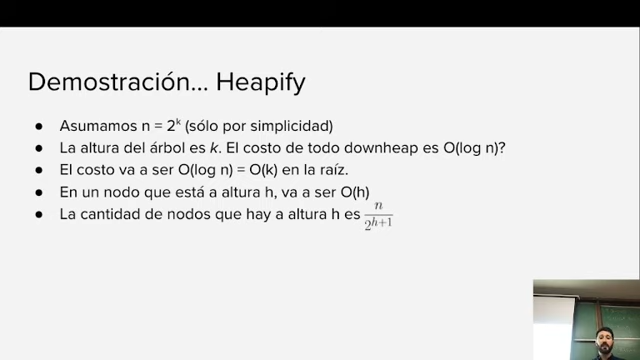 Demostración... Heapify
● Asumamos n = 2^k (sólo por simplicidad)
● La altura del árbol es k. El costo de todo downheap es O(log n)?
● El costo va a ser O(log n) = O(k) en la raíz.
● En un nodo que está a altura h, va a ser O(h)
● La cantidad de nodos que hay a altura h es n/2^{h+1}